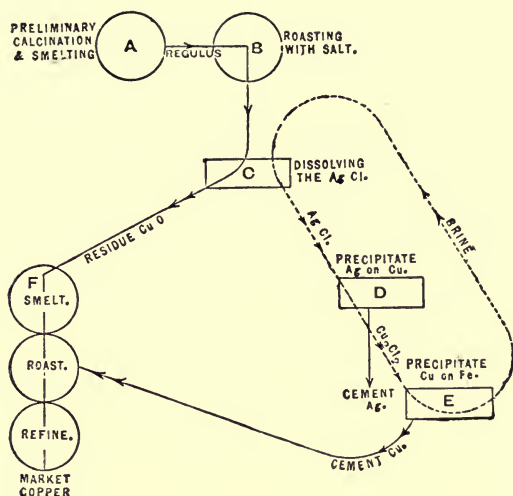 PRELIMINARY
CALCINATION
& SMELTING
A
REGULUS
B
ROASTING
WITH SALT.
C
DISSOLVING
THE Ag Cl.
Ag Cl.
BRINE
RESIDUE Cu O
PRECIPITATE
Ag on Cu.
D
Cu2Cl2
CEMENT
Ag.
PRECIPITATE
Cu on Fe.
E
CEMENT Cu.
F
SMELT.
ROAST.
REFINE.
MARKET
COPPER